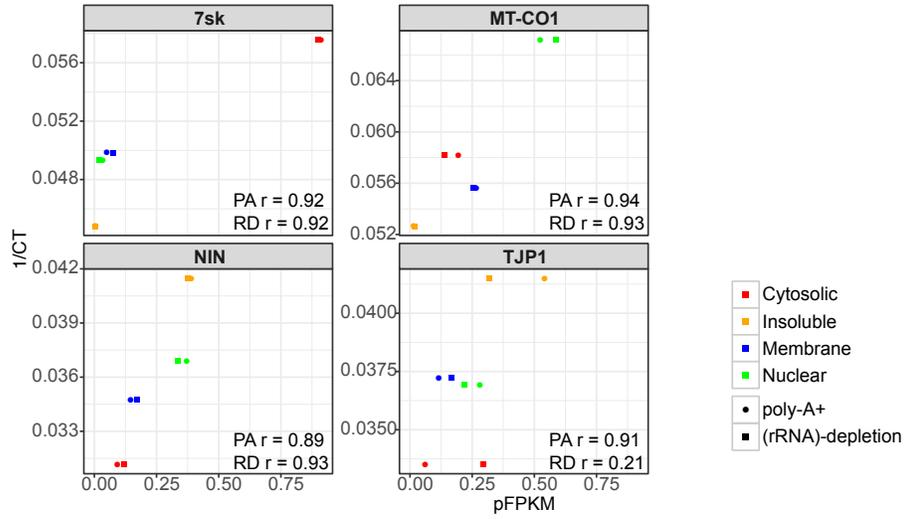 7sk
MT-CO1
0.056
0.052
0.048
0.064
0.060
0.056
0.052
PA r = 0.92
RD r = 0.92
PA r = 0.94
RD r = 0.93
1/CT
NIN
TJP1
0.042
0.039
0.036
0.033
0.0400
0.0375
0.0350
PA r = 0.89
RD r = 0.93
PA r = 0.91
RD r = 0.21
0.00 0.25 0.50 0.75
0.00 0.25 0.50 0.75
pFPKM
Cytosolic
Insoluble
Membrane
Nuclear
poly-A+
(rRNA)-depletion